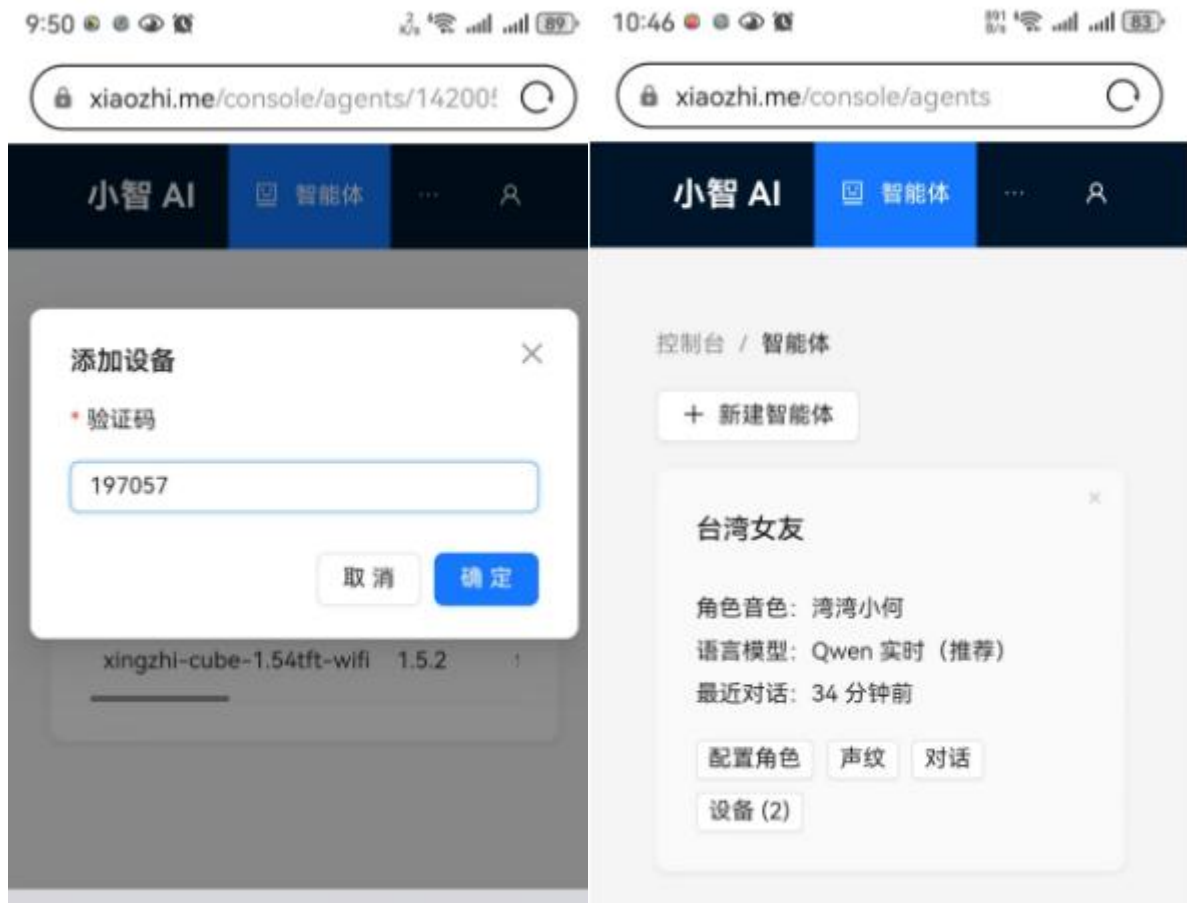 9:50
2
K/s
89
xiaozhi.me/console/agents/14200
小智 AI
智能体
···
添加设备
* 验证码
197057
取消
确定
xingzhi-cube-1.54tft-wifi 1.5.2
10:46
891
B/s
83
xiaozhi.me/console/agents
小智 AI
智能体
···
控制台 / 智能体
+ 新建智能体
台湾女友
角色音色：湾湾小何
语言模型：Qwen 实时（推荐）
最近对话：34 分钟前
配置角色
声纹
对话
设备 (2)